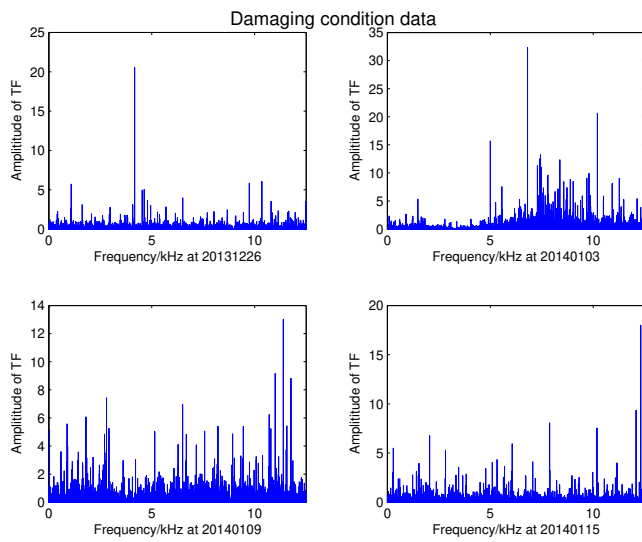 Damaging condition data
25
20
15
10
5
0
0 5 10
Amplititude of TF
Frequency/kHz at 20131226
35
30
25
20
15
10
5
0
0 5 10
Amplititude of TF
Frequency/kHz at 20140103
14
12
10
8
6
4
2
0
0 5 10
Amplititude of TF
Frequency/kHz at 20140109
20
15
10
5
0
0 5 10
Amplititude of TF
Frequency/kHz at 20140115